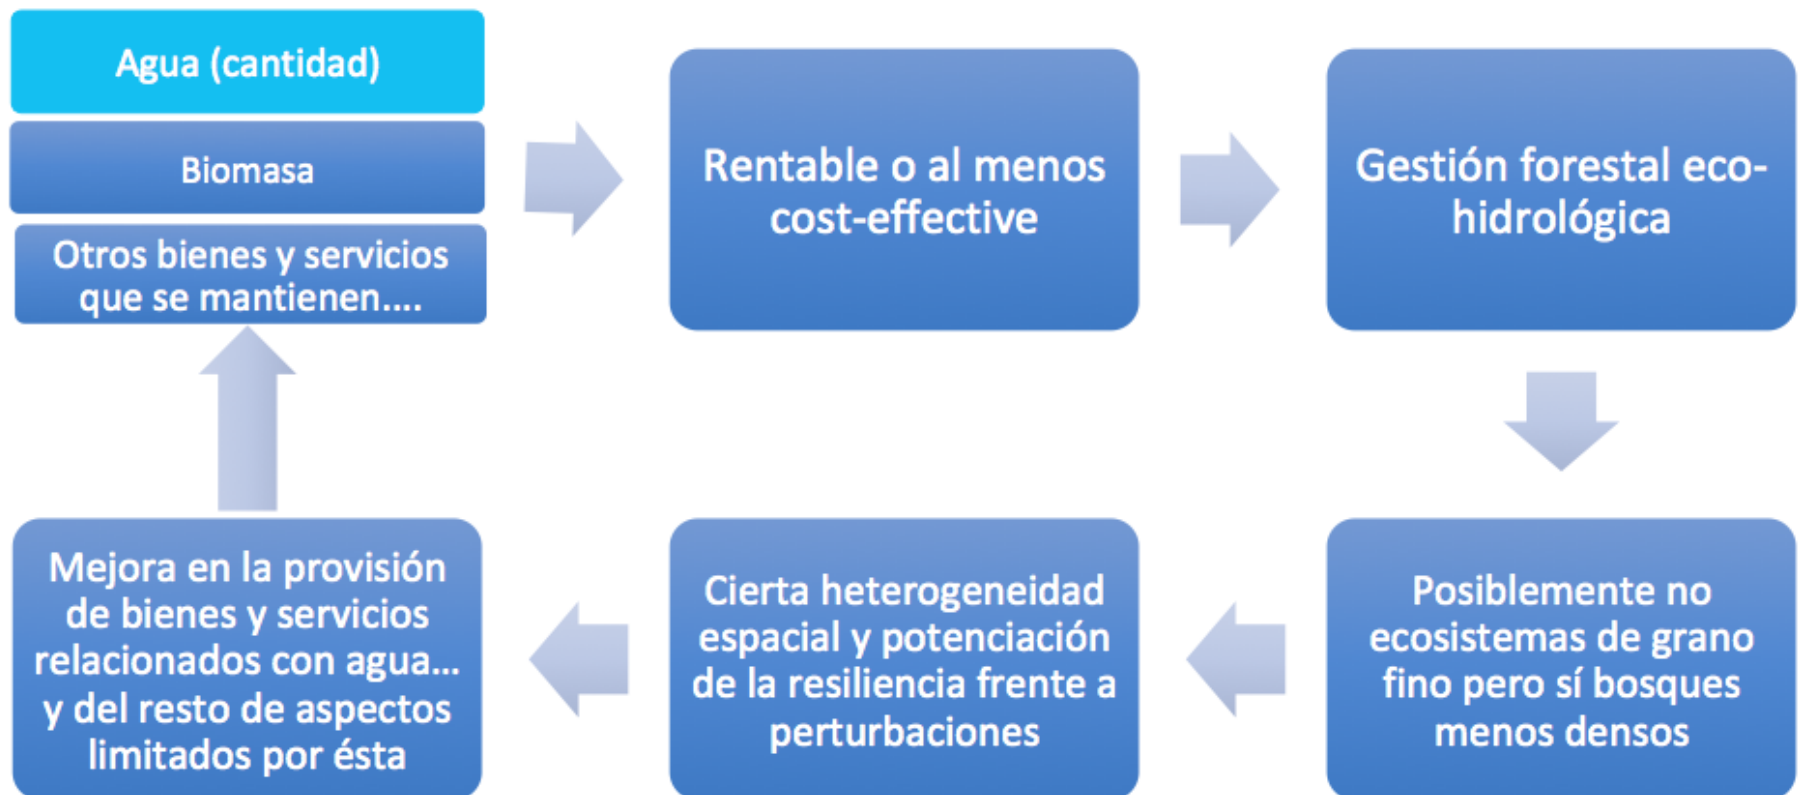 Agua (cantidad)
Biomasa
Otros bienes y servicios
que se mantienen....
Rentable o al menos
cost-effective
Gestión forestal eco-
hidrológica
Posiblemente no
ecosistemas de grano
fino pero sí bosques
menos densos
Cierta heterogeneidad
espacial y potenciación
de la resiliencia frente a
perturbaciones
Mejora en la provisión
de bienes y servicios
relacionados con agua...
y del resto de aspectos
limitados por ésta